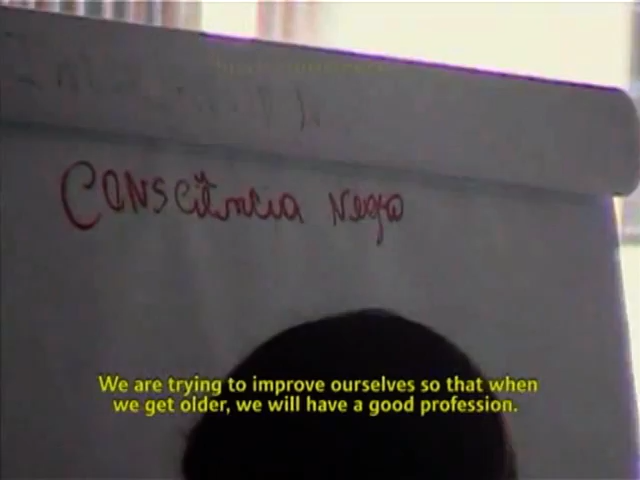 Consciência Negra
We are trying to improve ourselves so that when
we get older, we will have a good profession.